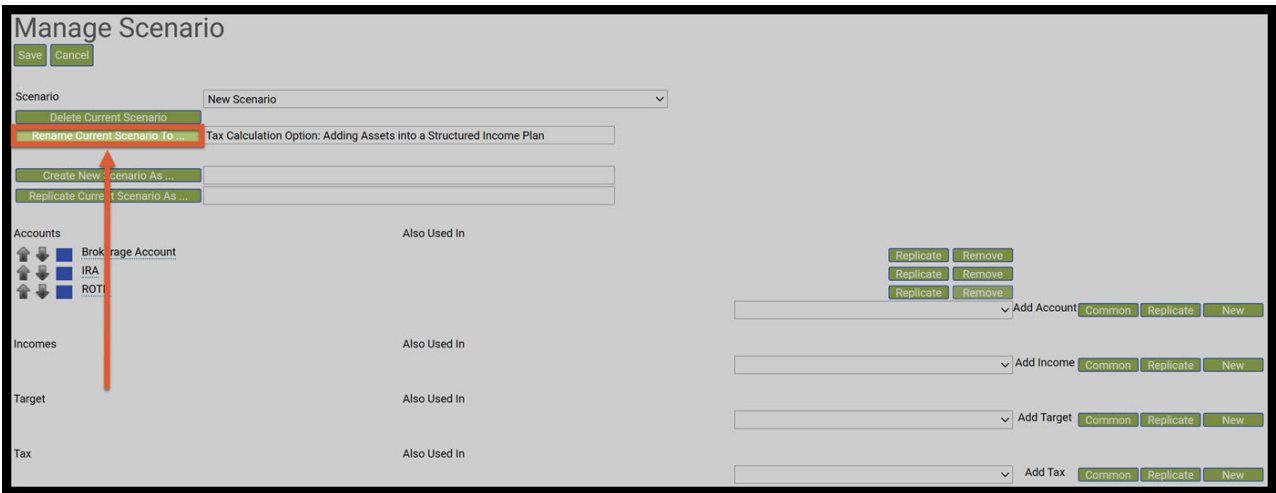 Manage Scenario
Save Cancel
Scenario New Scenario
Delete Current Scenario
Rename Current Scenario To ... Tax Calculation Option: Adding Assets into a Structured Income Plan
Create New Scenario As ...
Replicate Current Scenario As ...
Accounts Also Used In
Brokerage Account Replicate Remove
IRA Replicate Remove
ROTH Replicate Remove
Add Account Common Replicate New
Incomes Also Used In
Add Income Common Replicate New
Target Also Used In
Add Target Common Replicate New
Tax Also Used In
Add Tax Common Replicate New